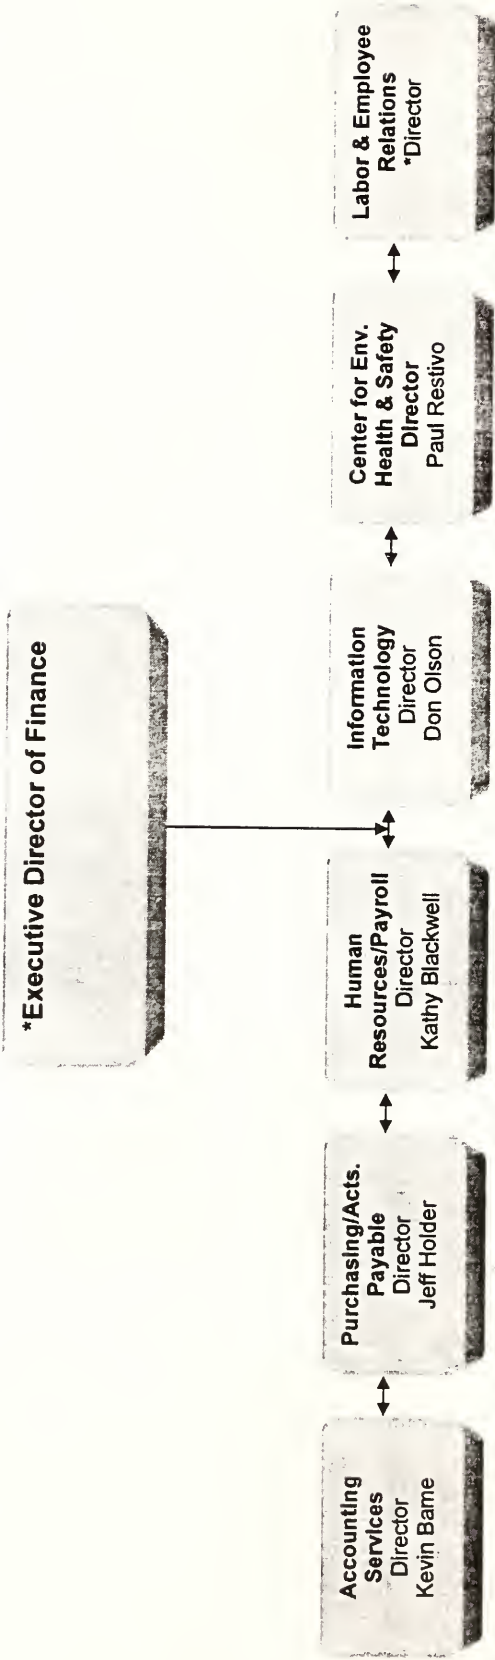 *Executive Director of Finance
Accounting
Services
Director
Kevin Bame
Purchasing/Acts.
Payable
Director
Jeff Holder
Human
Resources/Payroll
Director
Kathy Blackwell
Information
Technology
Director
Don Olson
Center for Env.
Health & Safety
Director
Paul Restivo
Labor & Employee
Relations
*Director